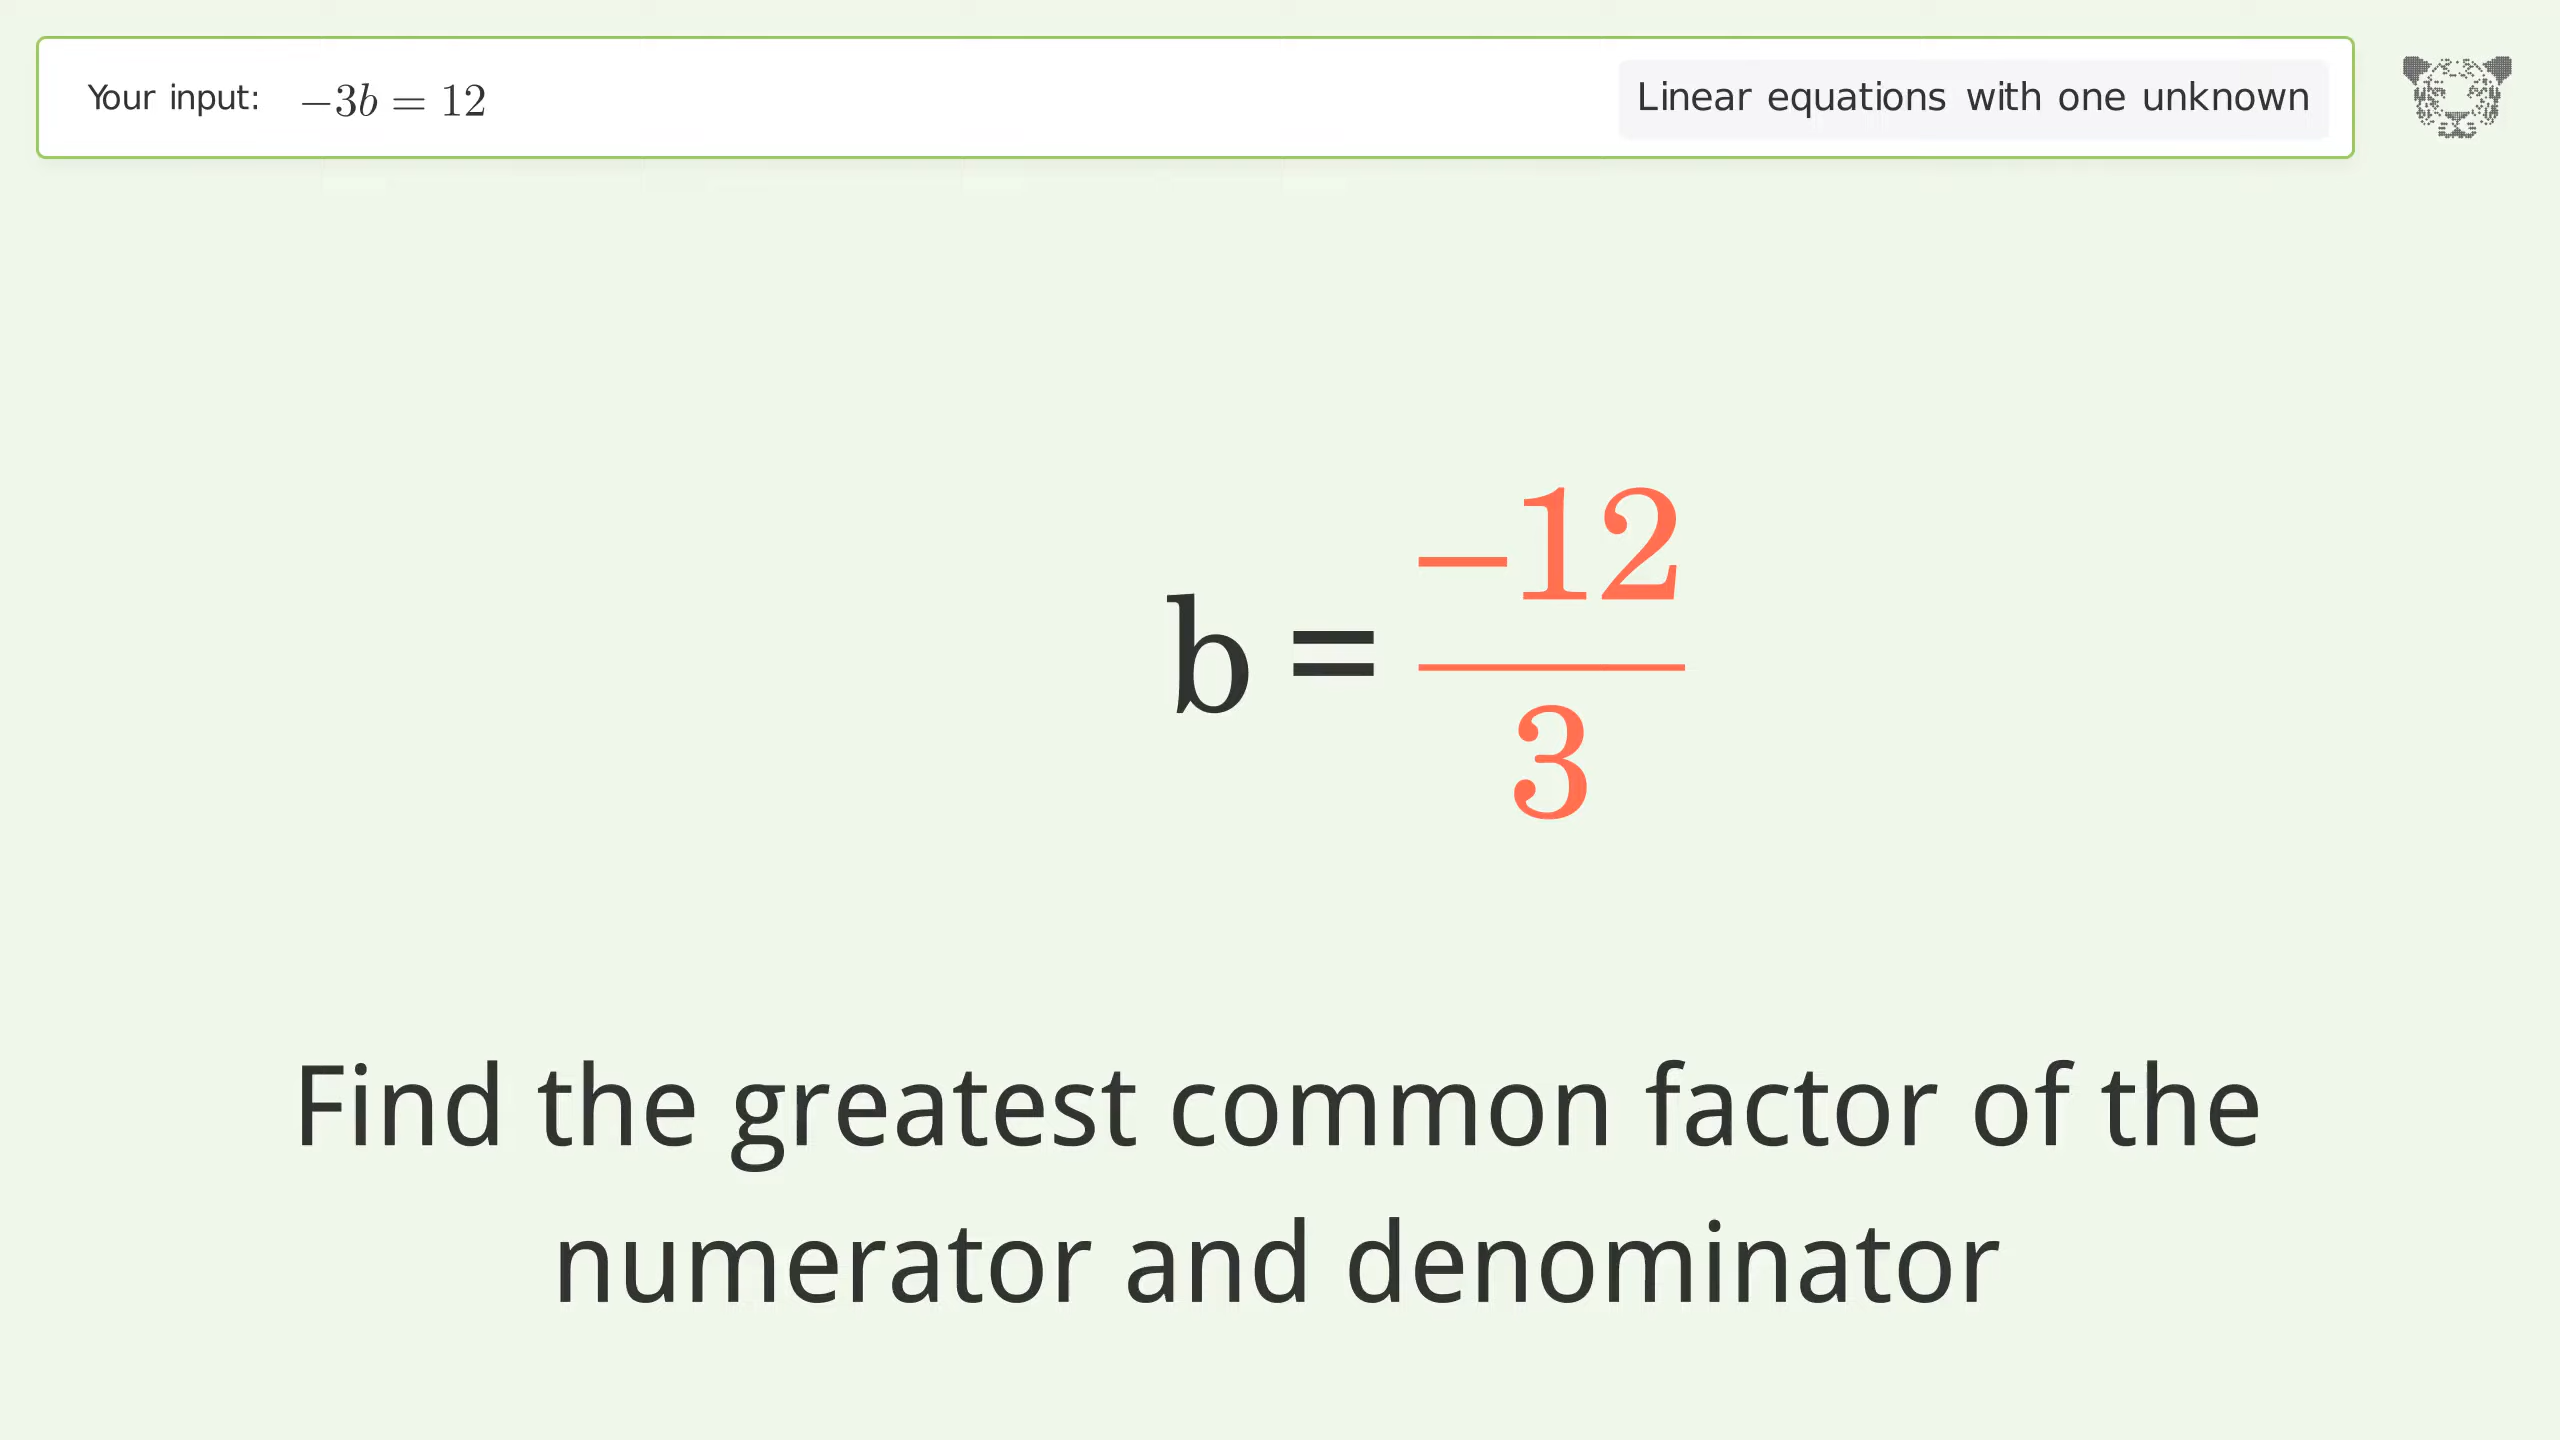 Your input: −3b = 12
Linear equations with one unknown
b = −12/3
Find the greatest common factor of the
numerator and denominator